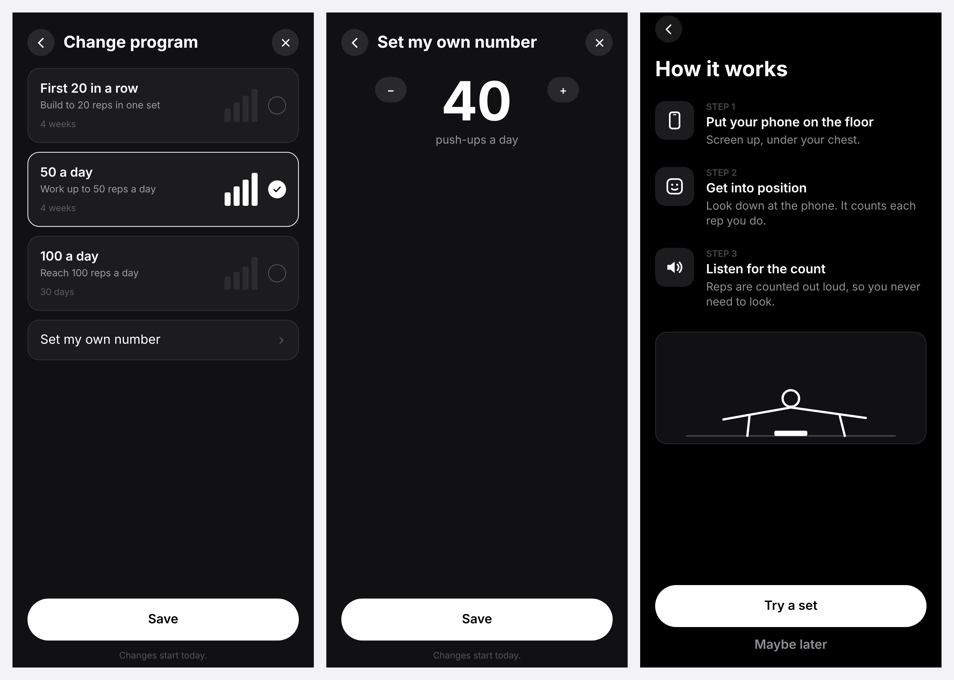 Change program
First 20 in a row
Build to 20 reps in one set
4 weeks
50 a day
Work up to 50 reps a day
4 weeks
100 a day
Reach 100 reps a day
30 days
Set my own number
Save
Changes start today.
Set my own number
−
40
+
push-ups a day
Save
Changes start today.
How it works
STEP 1
Put your phone on the floor
Screen up, under your chest.
STEP 2
Get into position
Look down at the phone. It counts each
rep you do.
STEP 3
Listen for the count
Reps are counted out loud, so you never
need to look.
Try a set
Maybe later